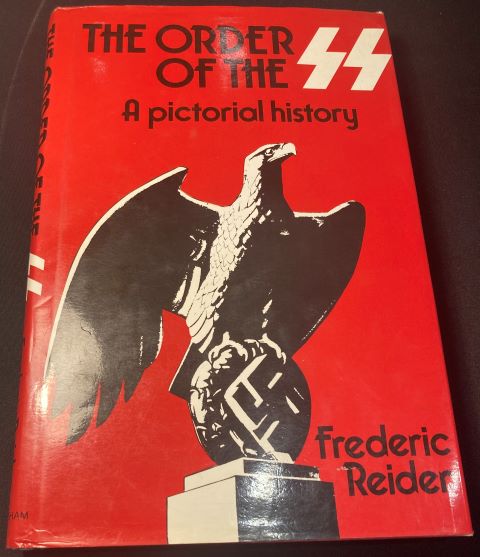 THE ORDER
OF THE SS
A pictorial history
Frederic
Reider
THE ORDER OF THE SS